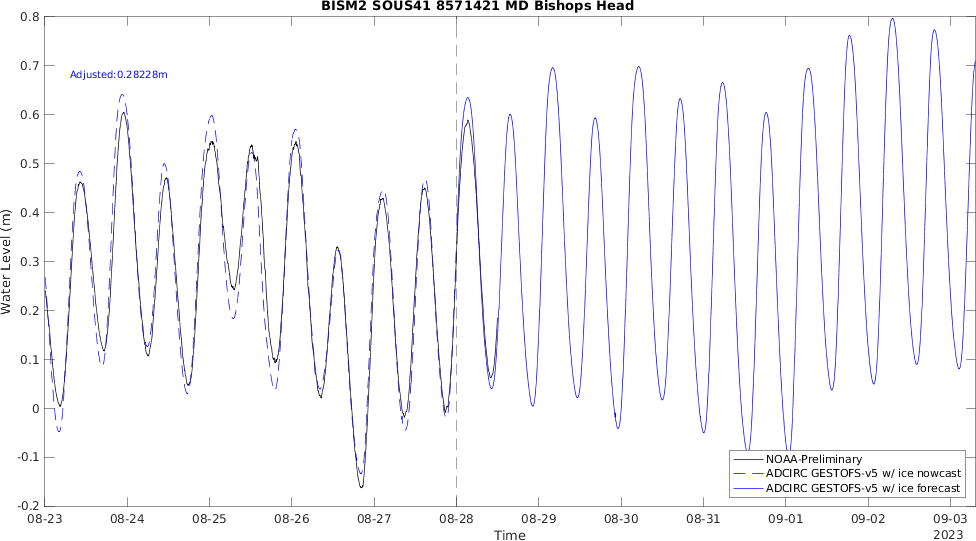 BISM2 SOUS41 8571421 MD Bishops Head
Adjusted:0.28228m
Water Level (m)
0.8
0.7
0.6
0.5
0.4
0.3
0.2
0.1
0
-0.1
-0.2
NOAA-Preliminary
ADCIRC GESTOFS-v5 w/ ice nowcast
ADCIRC GESTOFS-v5 w/ ice forecast
08-23 08-24 08-25 08-26 08-27 08-28 08-29 08-30 08-31 09-01 09-02 09-03
2023
Time